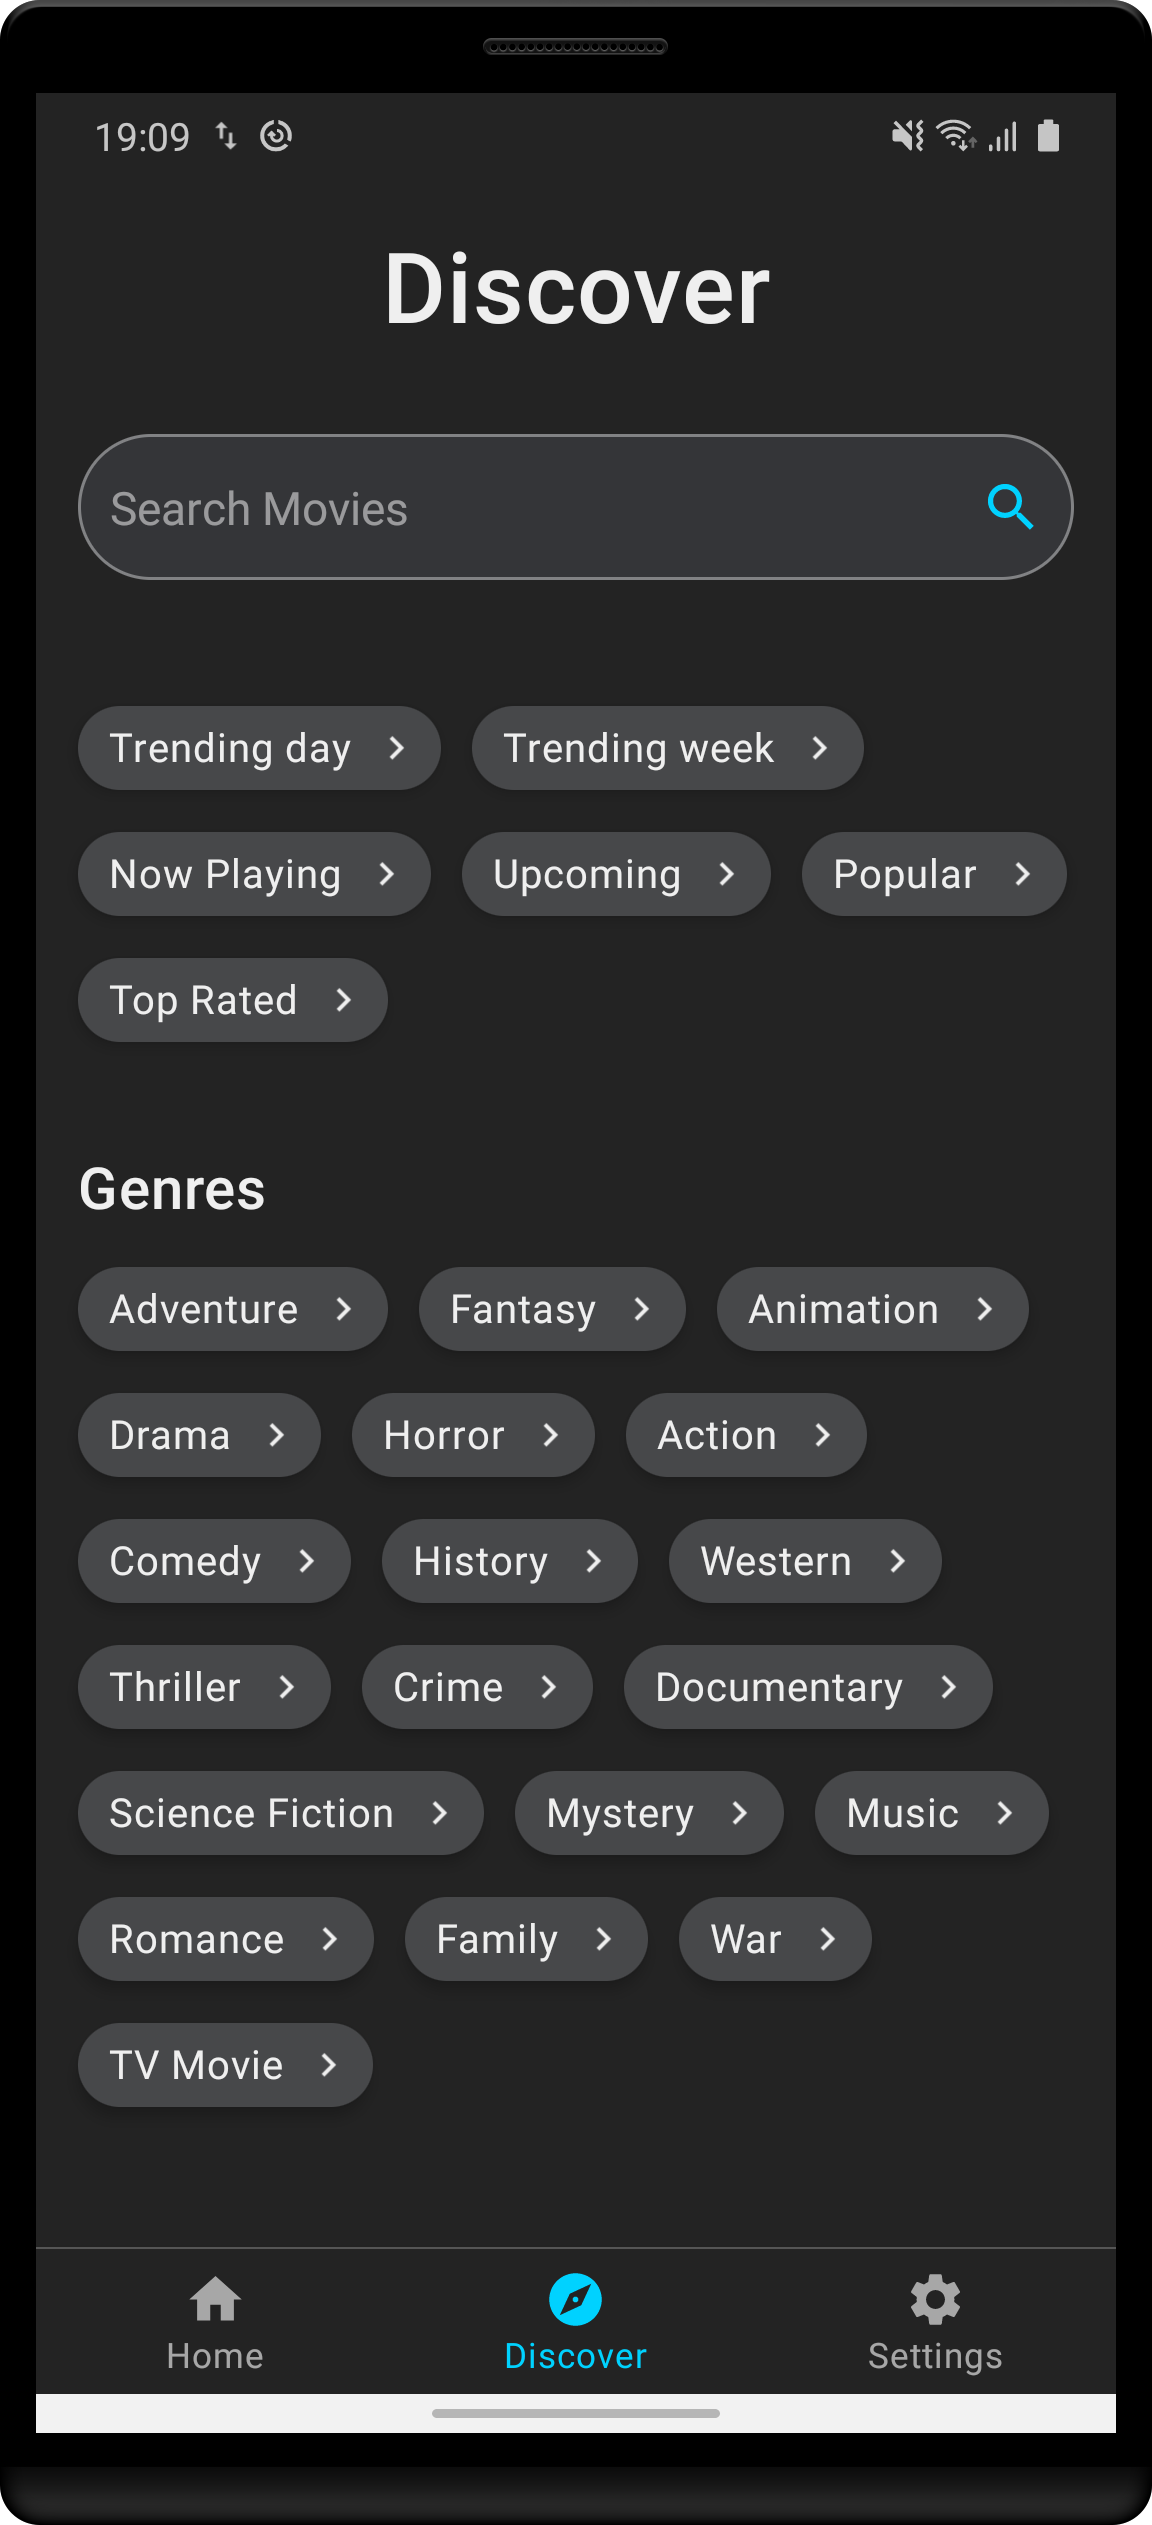 19:09
Discover
Search Movies
Trending day Trending week
Now Playing Upcoming Popular
Top Rated
Genres
Adventure Fantasy Animation
Drama Horror Action
Comedy History Western
Thriller Crime Documentary
Science Fiction Mystery Music
Romance Family War
TV Movie
Home Discover Settings